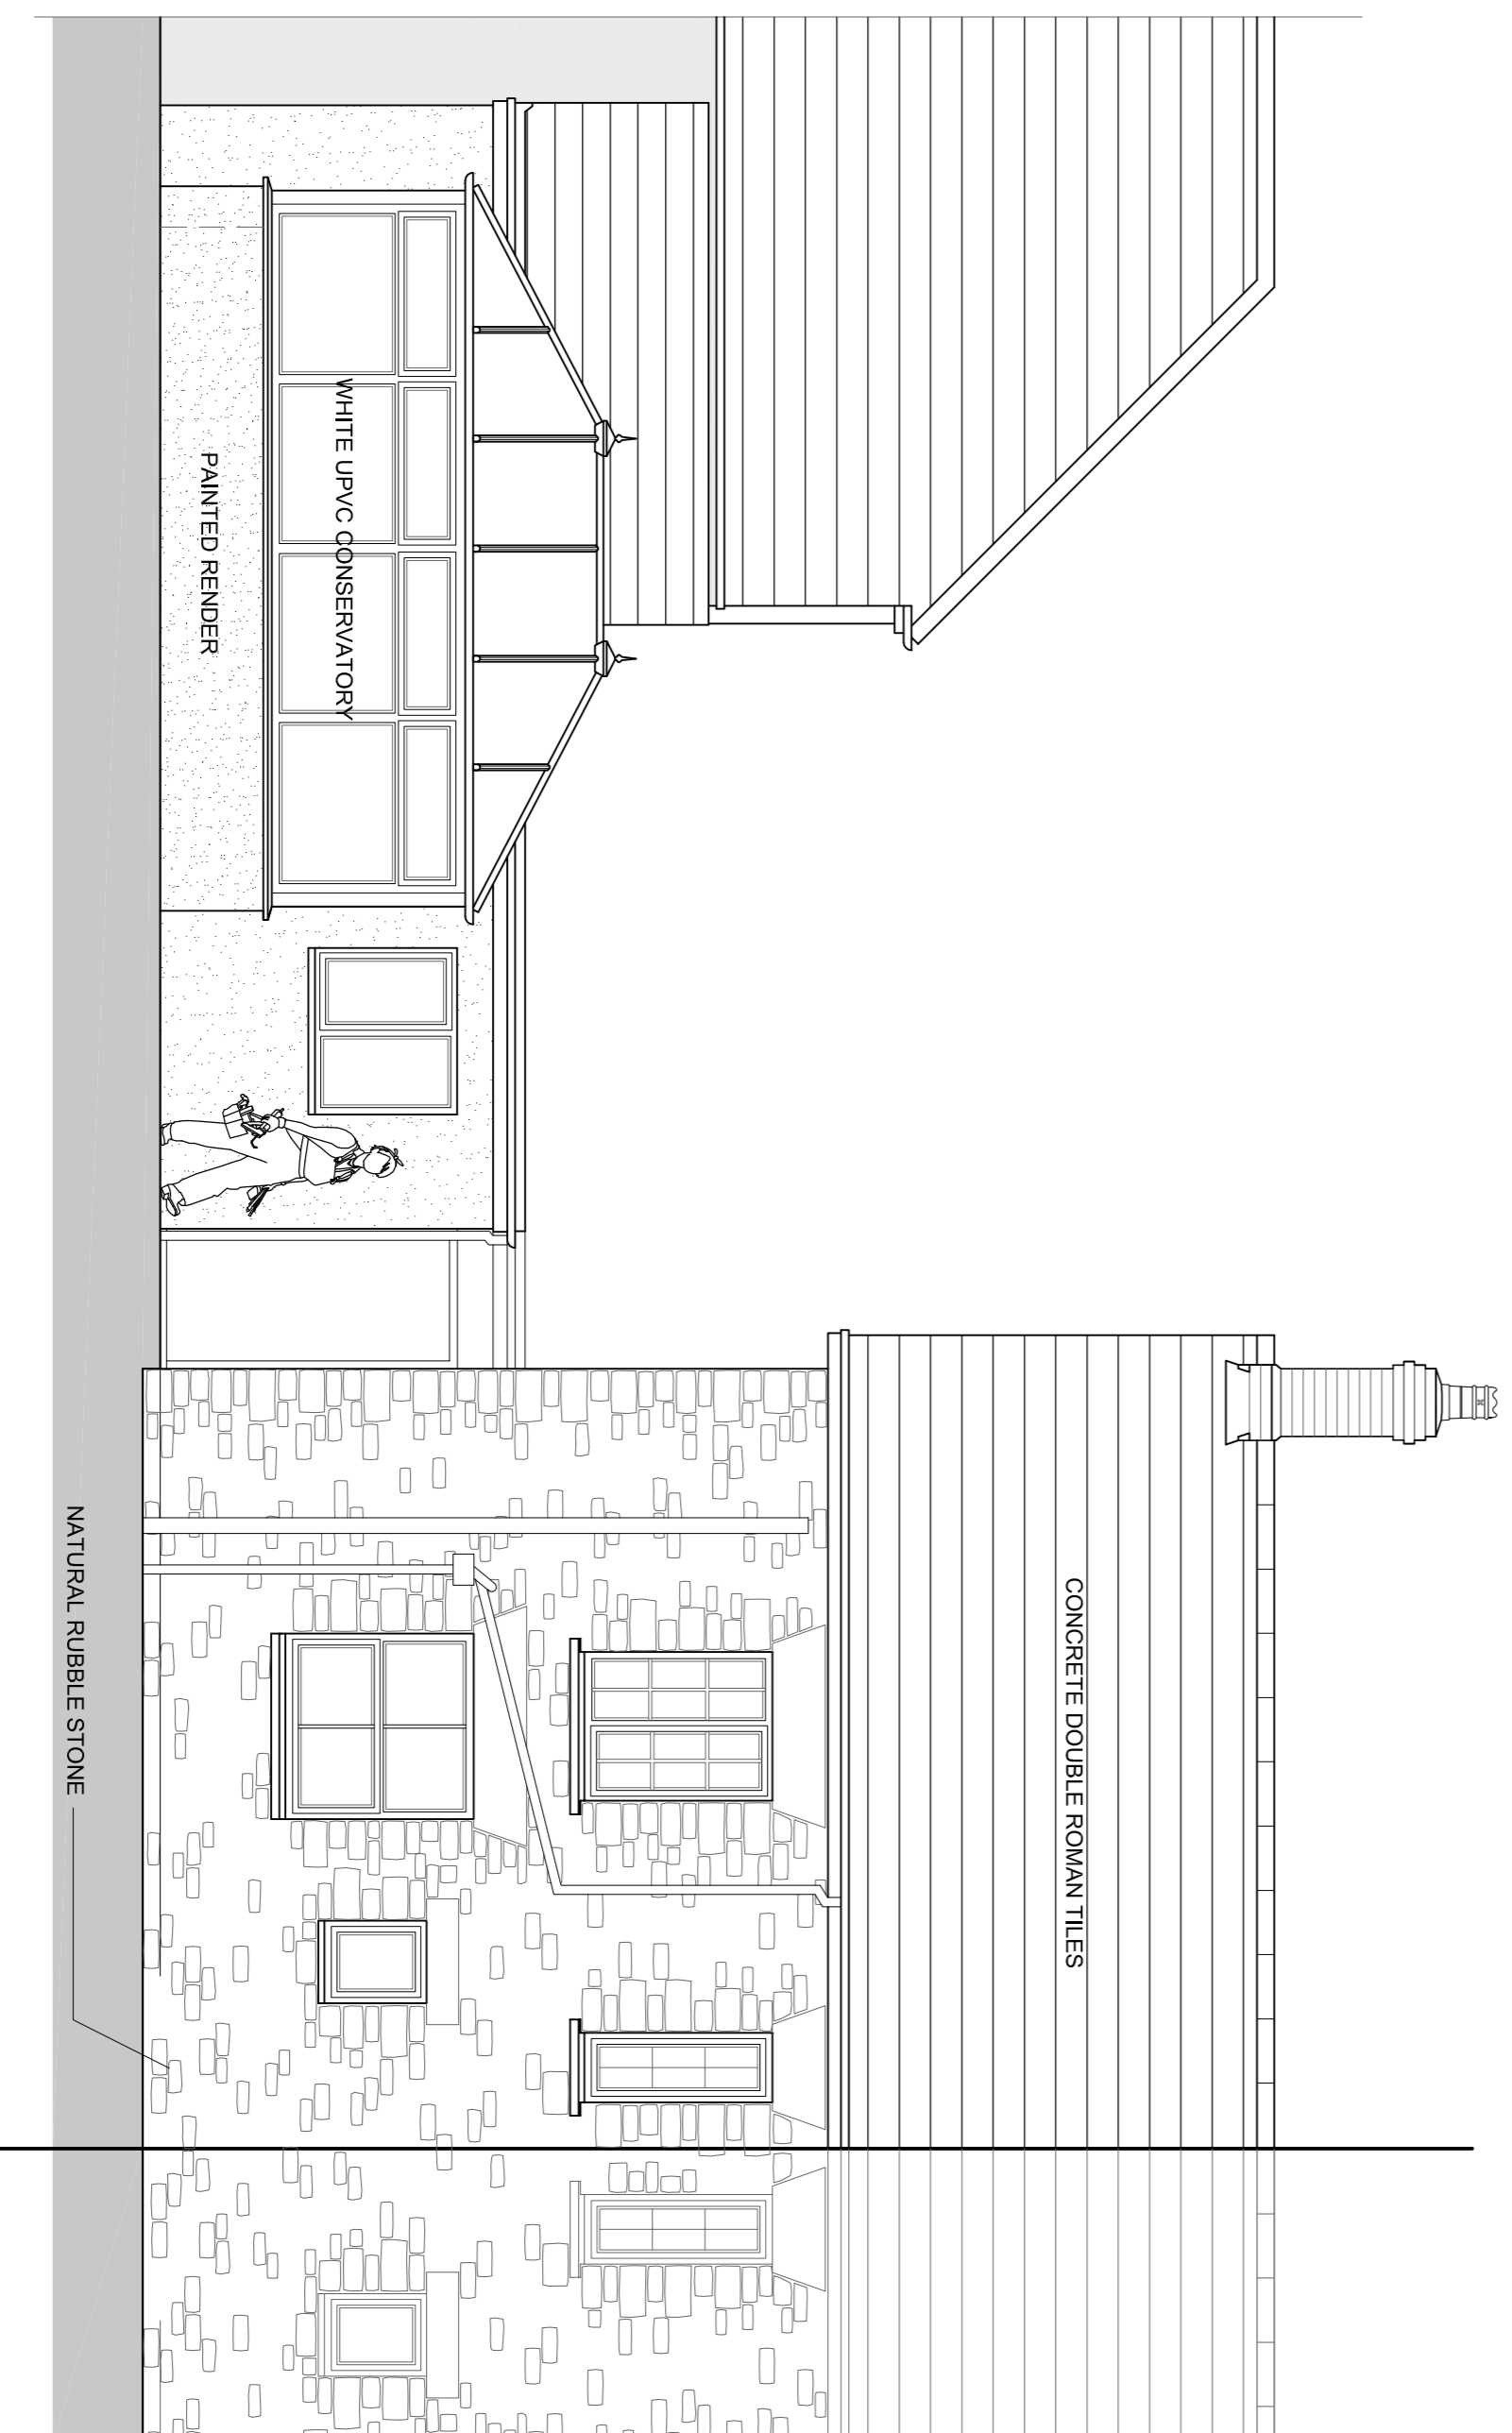 CONCRETE DOUBLE ROMAN TILES
WHITE UPVC CONSERVATORY
PAINTED RENDER
NATURAL RUBBLE STONE